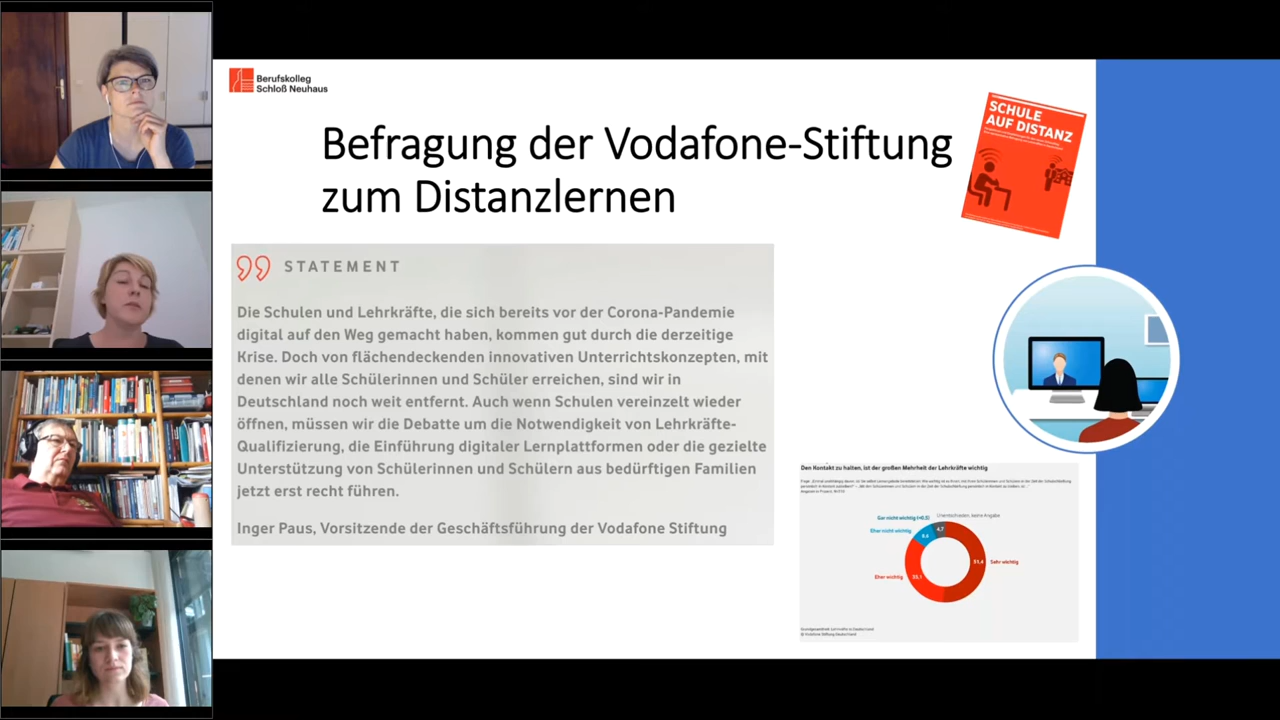 Berufskolleg
Schloß Neuhaus
Befragung der Vodafone-Stiftung
zum Distanzlernen
SCHULE
AUF DISTANZ
STATEMENT
Die Schulen und Lehrkräfte, die sich bereits vor der Corona-Pandemie
digital auf den Weg gemacht haben, kommen gut durch die derzeitige
Krise. Doch von flächendeckenden innovativen Unterrichtskonzepten, mit
denen wir alle Schülerinnen und Schüler erreichen, sind wir in
Deutschland noch weit entfernt. Auch wenn Schulen vereinzelt wieder
öffnen, müssen wir die Debatte um die Notwendigkeit von Lehrkräfte-
Qualifizierung, die Einführung digitaler Lernplattformen oder die gezielte
Unterstützung von Schülerinnen und Schülern aus bedürftigen Familien
jetzt erst recht führen.
Inger Paus, Vorsitzende der Geschäftsführung der Vodafone Stiftung
Den Kontakt zu halten, ist der großen Mehrheit der Lehrkräfte wichtig
Gar nicht wichtig (<0,5)
Unentschieden, keine Angabe
Eher nicht wichtig
4,7
51,4
Sehr wichtig
Eher wichtig